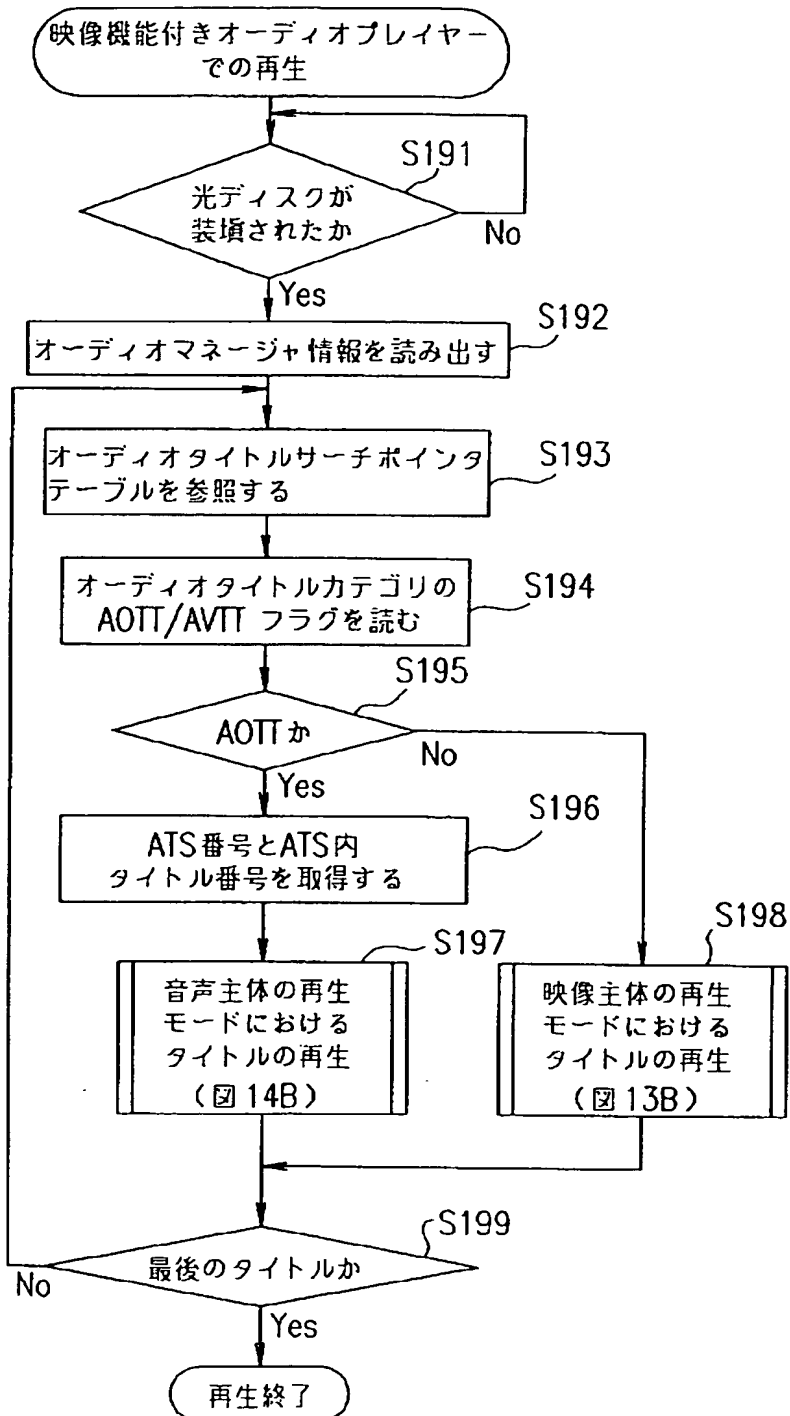 映像機能付きオーディオプレイヤー
での再生
S191
光ディスクが
装填されたか
No
Yes
S192
オーディオマネージャ情報を読み出す
S193
オーディオタイトルサーチポインタ
テーブルを参照する
S194
オーディオタイトルカテゴリの
AOTT/AVTT フラグを読む
S195
AOTTか
No
Yes
S196
ATS番号とATS内
タイトル番号を取得する
S197
音声主体の再生
モードにおける
タイトルの再生
(図14B)
S198
映像主体の再生
モードにおける
タイトルの再生
(図13B)
S199
最後のタイトルか
No
Yes
再生終了